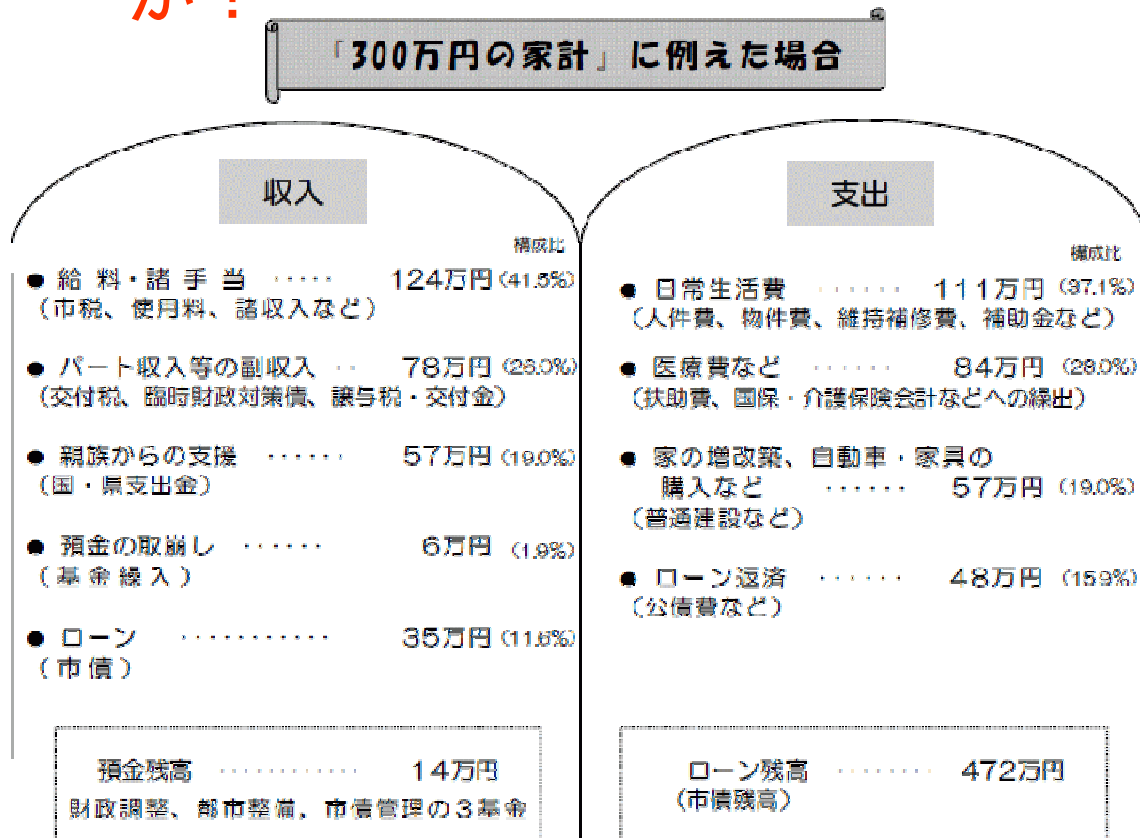 か？
「300万円の家計」に例えた場合
収入
構成比
● 給料・諸手当 ····· 124万円 (41.5%)
（市税、使用料、諸収入など）
● パート収入等の副収入 ·· 78万円 (26.0%)
（交付税、臨時財政対策債、譲与税・交付金）
● 親族からの支援 ······ 57万円 (19.0%)
（国・県支出金）
● 預金の取崩し ······ 6万円 (1.9%)
（基金繰入）
● ローン ··········· 35万円 (11.6%)
（市債）
預金残高 ············ 14万円
財政調整、都市整備、市債管理の3基金
支出
構成比
● 日常生活費 ······ 111万円 (37.1%)
（人件費、物件費、維持補修費、補助金など）
● 医療費など ······ 84万円 (28.0%)
（扶助費、国保・介護保険会計などへの繰出）
● 家の増改築、自動車・家具の
購入など ······ 57万円 (19.0%)
（普通建設など）
● ローン返済 ······ 48万円 (15.9%)
（公債費など）
ローン残高 ········ 472万円
（市債残高）